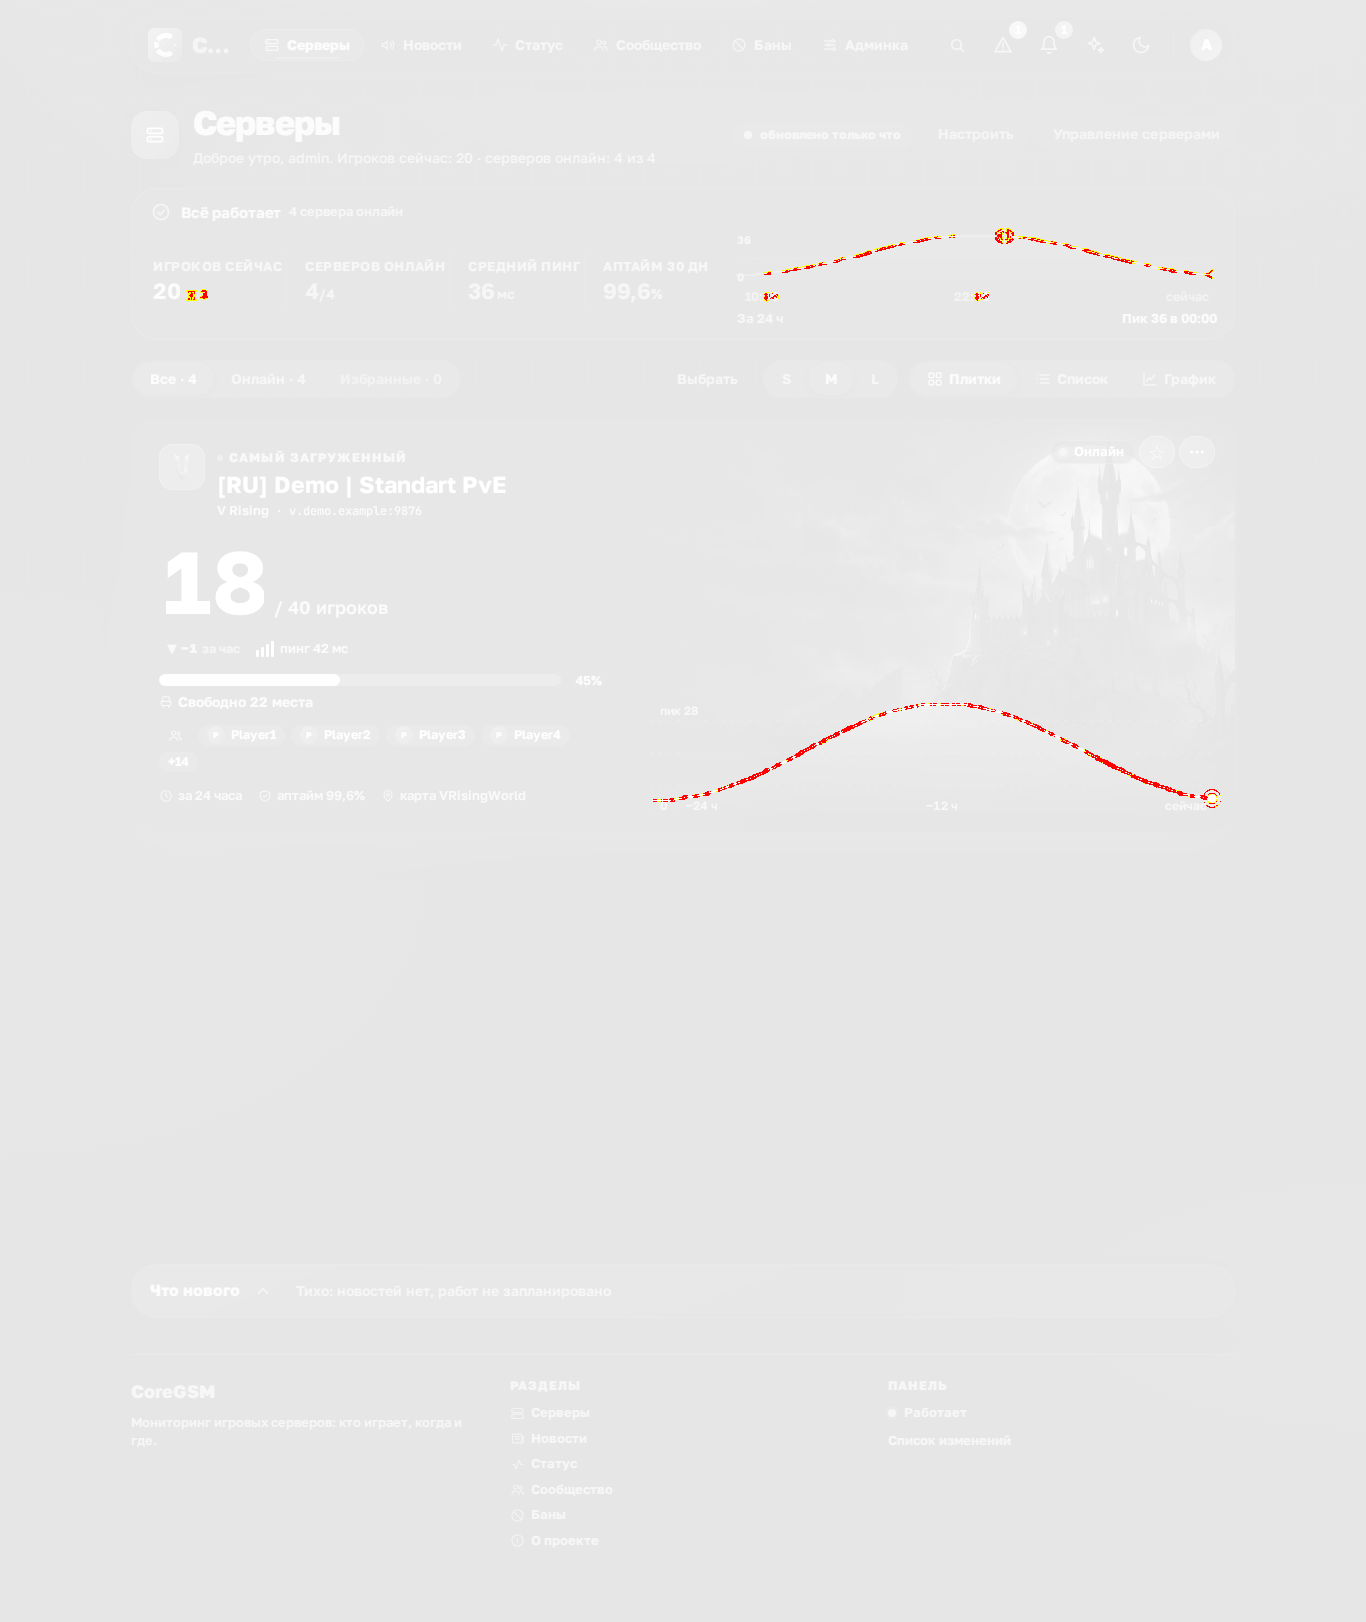 С...
Серверы
Новости
Статус
Сообщество
Баны
Админка
A
Серверы
Доброе утро, admin. Игроков сейчас: 20 · серверов онлайн: 4 из 4
обновлено только что
Настроить
Управление серверами
Всё работает 4 сервера онлайн
ИГРОКОВ СЕЙЧАС
20
СЕРВЕРОВ ОНЛАЙН
4/4
СРЕДНИЙ ПИНГ
36 мс
АПТАЙМ 30 ДН
99,6%
36
0
сейчас
За 24 ч
Пик 36 в 00:00
Все · 4
Онлайн · 4
Избранные · 0
Выбрать
S
M
L
Плитки
Список
График
САМЫЙ ЗАГРУЖЕННЫЙ
[RU] Demo | Standart PvE
V Rising · v.demo.example:9876
Онлайн
18 / 40 игроков
▼ −1 за час
пинг 42 мс
45%
Свободно 22 места
P Player1
P Player2
P Player3
P Player4
+14
за 24 часа
аптайм 99,6%
карта VRisingWorld
пик 28
0
−24 ч
−12 ч
сейчас
Что нового
Тихо: новостей нет, работ не запланировано
CoreGSM
Мониторинг игровых серверов: кто играет, когда и
где.
РАЗДЕЛЫ
Серверы
Новости
Статус
Сообщество
Баны
О проекте
ПАНЕЛЬ
Работает
Список изменений